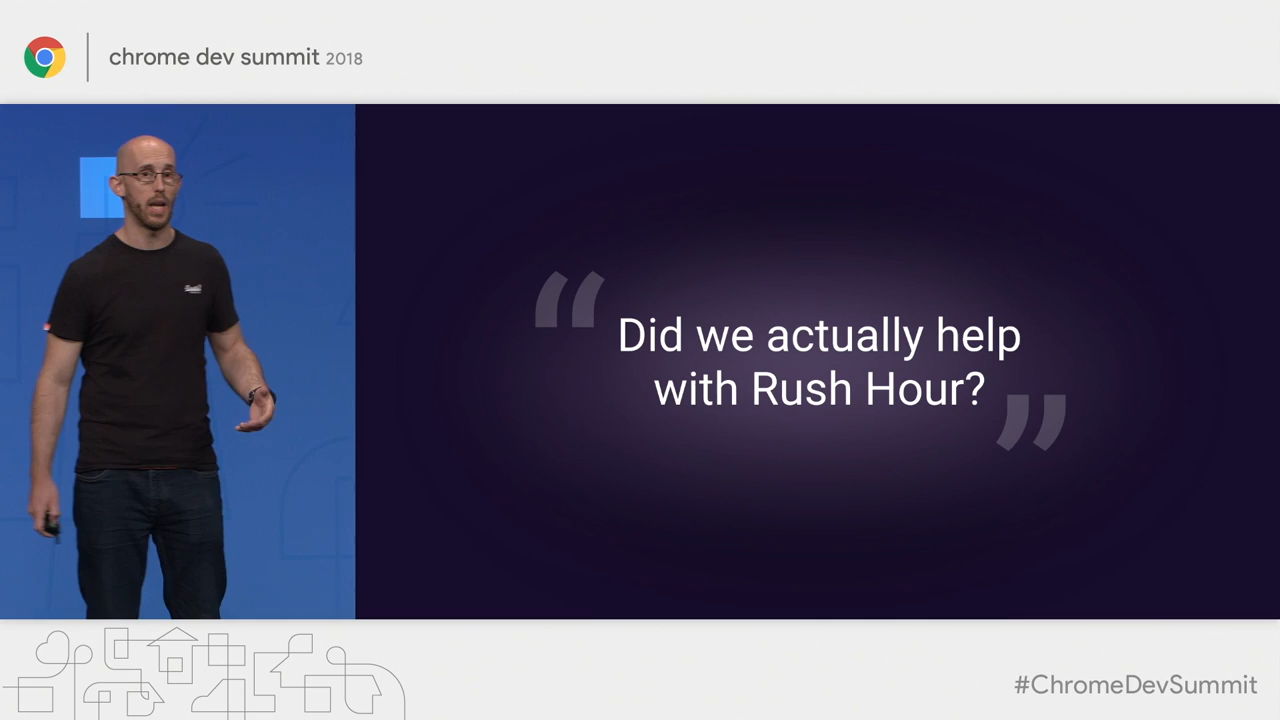 chrome dev summit 2018
“Did we actually help
with Rush Hour?”
#ChromeDevSummit